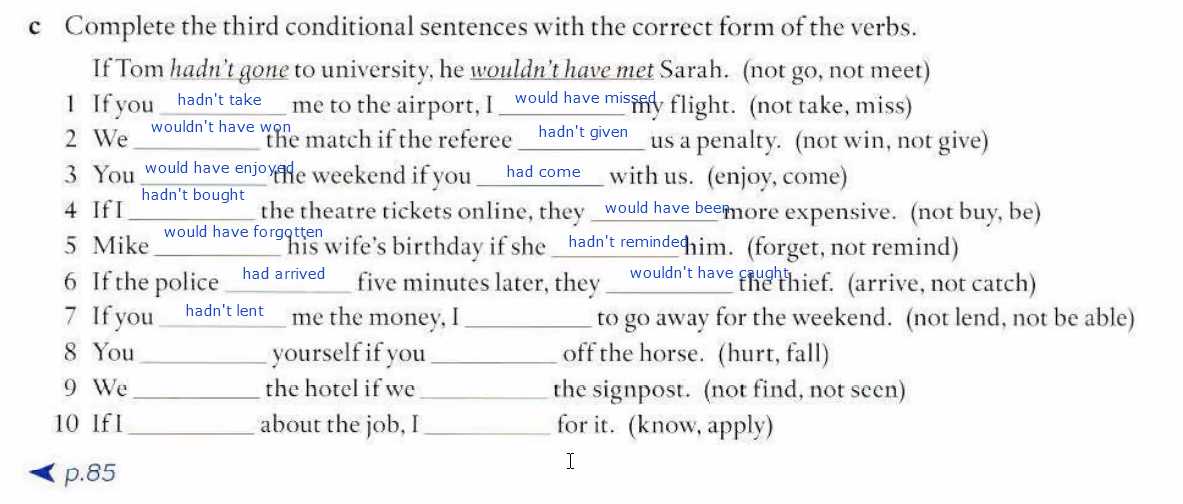 c Complete the third conditional sentences with the correct form of the verbs.
If Tom hadn't gone to university, he wouldn't have met Sarah. (not go, not meet)
1 If you hadn't take me to the airport, I would have missed my flight. (not take, miss)
2 We wouldn't have won the match if the referee hadn't given us a penalty. (not win, not give)
3 You would have enjoyed the weekend if you had come with us. (enjoy, come)
4 If I hadn't bought the theatre tickets online, they would have been more expensive. (not buy, be)
5 Mike would have forgotten his wife's birthday if she hadn't reminded him. (forget, not remind)
6 If the police had arrived five minutes later, they wouldn't have caught the thief. (arrive, not catch)
7 If you hadn't lent me the money, I __________ to go away for the weekend. (not lend, not be able)
8 You __________ yourself if you __________ off the horse. (hurt, fall)
9 We __________ the hotel if we __________ the signpost. (not find, not seen)
10 If I __________ about the job, I __________ for it. (know, apply)
p.85